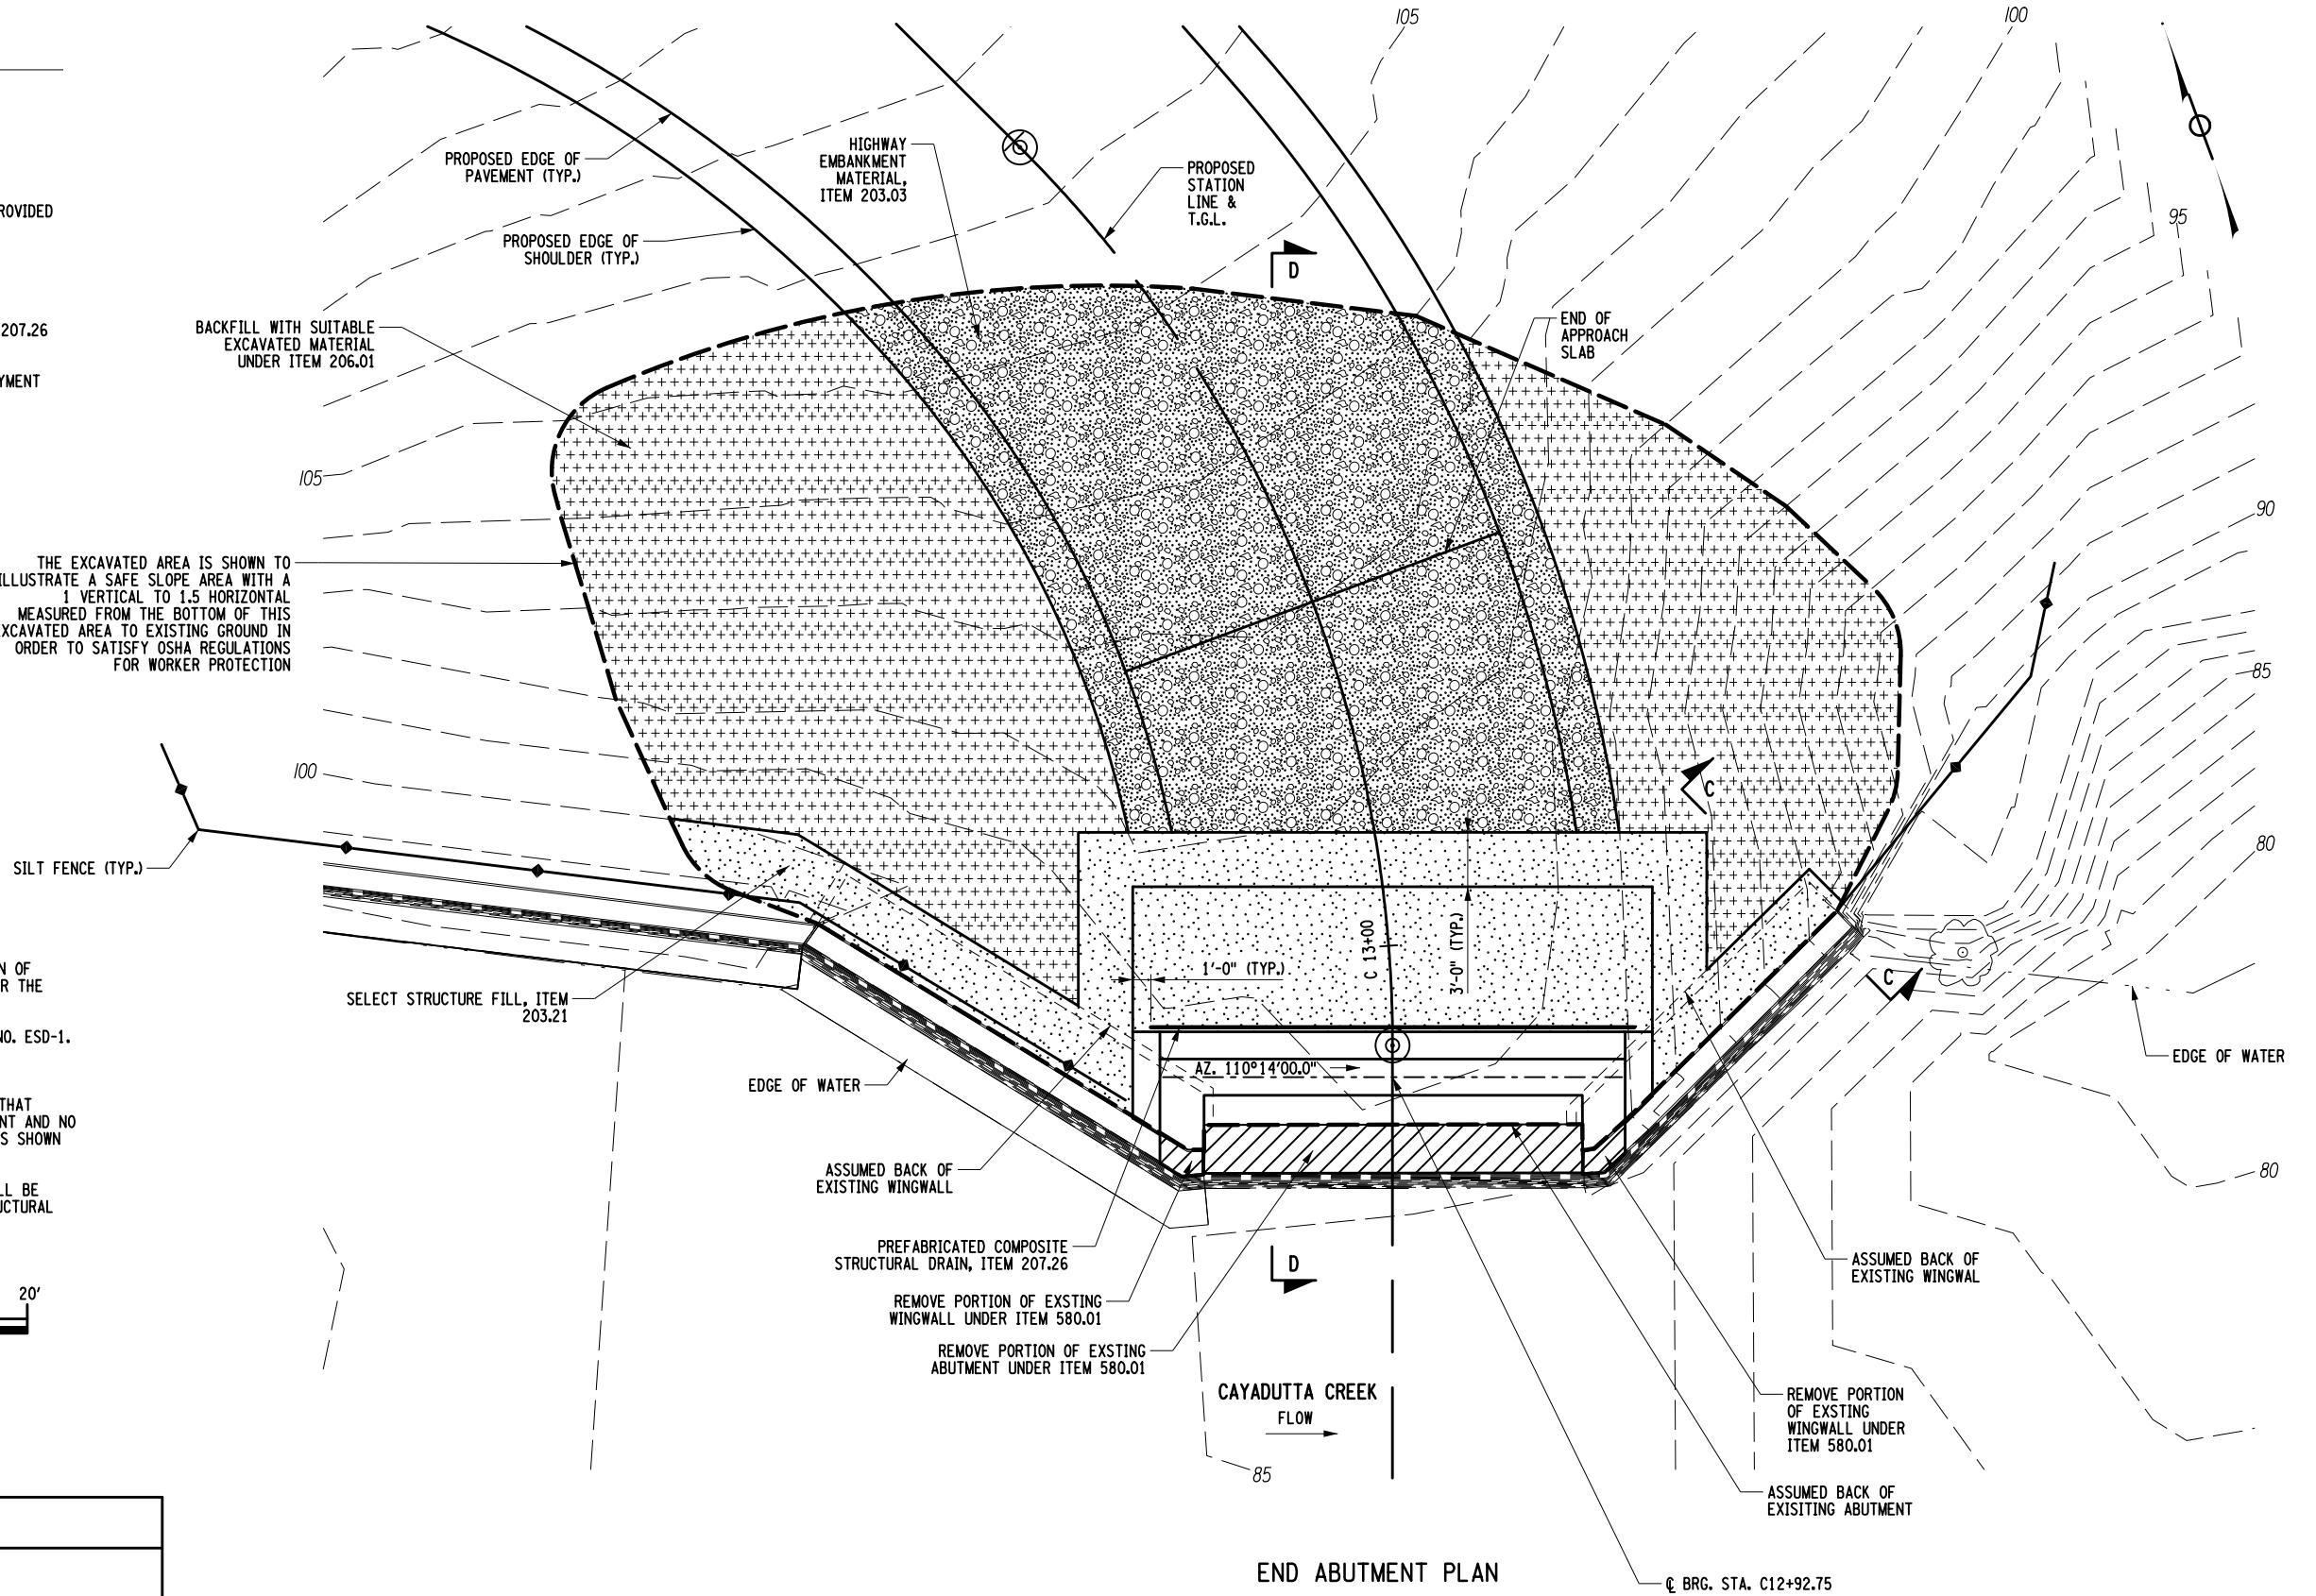 105
100
PROPOSED EDGE OF
PAVEMENT (TYP.)
HIGHWAY
EMBANKMENT
MATERIAL,
ITEM 203.03
PROPOSED
STATION
LINE &
T.G.L.
95
PROPOSED EDGE OF
SHOULDER (TYP.)
D
207.26
BACKFILL WITH SUITABLE
EXCAVATED MATERIAL
UNDER ITEM 206.01
END OF
APPROACH
SLAB
105
90
THE EXCAVATED AREA IS SHOWN TO
ILLUSTRATE A SAFE SLOPE AREA WITH A
1 VERTICAL TO 1.5 HORIZONTAL
MEASURED FROM THE BOTTOM OF THIS
EXCAVATED AREA TO EXISTING GROUND IN
ORDER TO SATISFY OSHA REGULATIONS
FOR WORKER PROTECTION
85
100
C
SILT FENCE (TYP.)
80
OF
THE
NO. ESD-1.
THAT
AND NO
SHOWN
BE
SELECT STRUCTURE FILL, ITEM
203.21
1'-0" (TYP.)
C 13+00
3'-0" (TYP.)
C
EDGE OF WATER
EDGE OF WATER
AZ. 110°14'00.0"
80
ASSUMED BACK OF
EXISTING WINGWALL
PREFABRICATED COMPOSITE
STRUCTURAL DRAIN, ITEM 207.26
D
ASSUMED BACK OF
EXISTING WINGWAL
20'
REMOVE PORTION OF EXSTING
WINGWALL UNDER ITEM 580.01
REMOVE PORTION OF EXSTING
ABUTMENT UNDER ITEM 580.01
CAYADUTTA CREEK
FLOW
REMOVE PORTION
OF EXSTING
WINGWALL UNDER
ITEM 580.01
85
ASSUMED BACK OF
EXISITING ABUTMENT
END ABUTMENT PLAN
℄ BRG. STA. C12+92.75